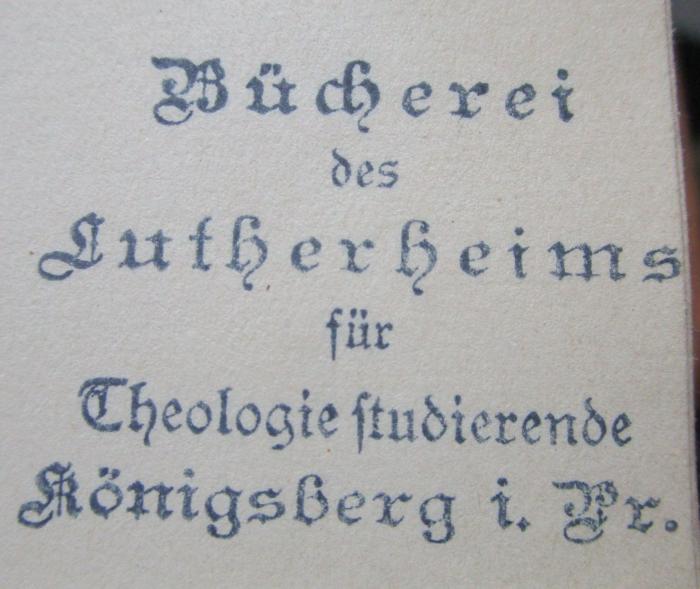 Bücherei
des
Lutherheims
für
Theologie studierende
Königsberg i. Pr.